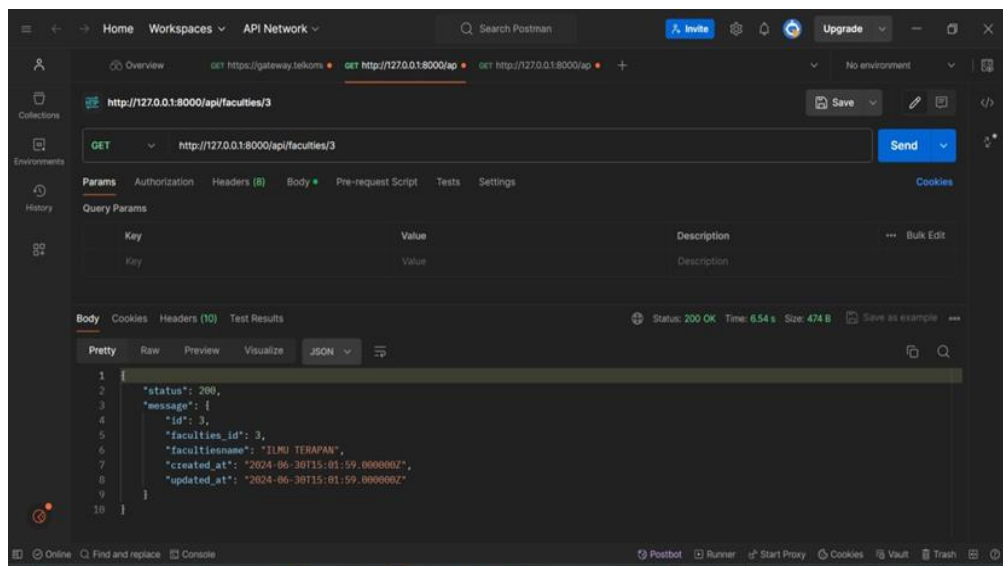 Home Workspaces API Network Search Postman Invite Upgrade
Overview GET https://gateway.telkom GET http://127.0.0.1:8000/ap GET http://127.0.0.1:8000/ap + No environment
http://127.0.0.1:8000/api/faculties/3 Save
Collections
GET http://127.0.0.1:8000/api/faculties/3 Send
Environments
Params Authorization Headers (8) Body Pre-request Script Tests Settings Cookies
History
Query Params
Key Value Description Bulk Edit
Key Value Description
Body Cookies Headers (10) Test Results Status: 200 OK Time: 6.54 s Size: 474 B Save as example
Pretty Raw Preview Visualize JSON
1 {
2 "status": 200,
3 "message": {
4 "id": 3,
5 "faculties_id": 3,
6 "facultiesname": "ILMU TERAPAN",
7 "created_at": "2024-06-30T15:01:59.000000Z",
8 "updated_at": "2024-06-30T15:01:59.000000Z"
9 }
10 }
Online Find and replace Console Postbot Runner Start Proxy Cookies Vault Trash